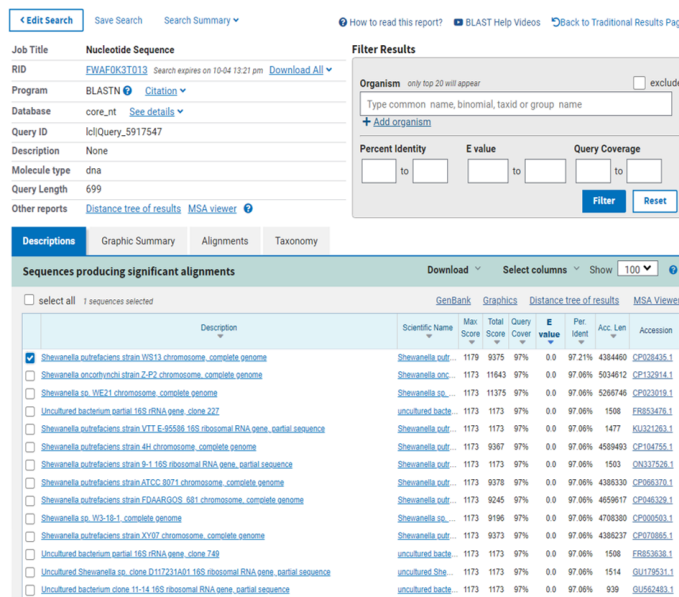 < Edit Search Save Search Search Summary How to read this report? BLAST Help Videos Back to Traditional Results Pag
Job Title Nucleotide Sequence
RID FWAF0K3T013 Search expires on 10-04 13:21 pm Download All
Program BLASTN Citation
Database core_nt See details
Query ID lcl|Query_5917547
Description None
Molecule type dna
Query Length 699
Other reports Distance tree of results MSA viewer
Filter Results
Organism only top 20 will appear exclude
Type common name, binomial, taxid or group name
+ Add organism
Percent Identity E value Query Coverage
to to to
Filter Reset
Descriptions Graphic Summary Alignments Taxonomy
Sequences producing significant alignments Download Select columns Show 100
select all 1 sequences selected GenBank Graphics Distance tree of results MSA Viewer
Description Scientific Name Max Score Total Score Query Cover E value Per. Ident Acc. Len Accession
Shewanella putrefaciens strain WS13 chromosome, complete genome Shewanella putr... 1179 9375 97% 0.0 97.21% 4384460 CP028435.1
Shewanella oncorhynchi strain Z-P2 chromosome, complete genome Shewanella onc... 1173 11643 97% 0.0 97.06% 5034612 CP132914.1
Shewanella sp. WE21 chromosome, complete genome Shewanella sp. ... 1173 11375 97% 0.0 97.06% 5266746 CP023019.1
Uncultured bacterium partial 16S rRNA gene, clone 227 uncultured bacte... 1173 1173 97% 0.0 97.06% 1508 FR853476.1
Shewanella putrefaciens strain VTT E-95586 16S ribosomal RNA gene, partial sequence Shewanella putr... 1173 1173 97% 0.0 97.06% 1477 KU321263.1
Shewanella putrefaciens strain 4H chromosome, complete genome Shewanella putr... 1173 9367 97% 0.0 97.06% 4589493 CP104755.1
Shewanella putrefaciens strain 9-1 16S ribosomal RNA gene, partial sequence Shewanella putr... 1173 1173 97% 0.0 97.06% 1503 ON337526.1
Shewanella putrefaciens strain ATCC 8071 chromosome, complete genome Shewanella putr... 1173 9378 97% 0.0 97.06% 4386330 CP066370.1
Shewanella putrefaciens strain FDAARGOS_681 chromosome, complete genome Shewanella putr... 1173 9245 97% 0.0 97.06% 4659617 CP046329.1
Shewanella sp. W3-18-1, complete genome Shewanella sp. ... 1173 9196 97% 0.0 97.06% 4708380 CP000503.1
Shewanella putrefaciens strain XY07 chromosome, complete genome Shewanella putr... 1173 9373 97% 0.0 97.06% 4386237 CP070865.1
Uncultured bacterium partial 16S rRNA gene, clone 749 uncultured bacte... 1173 1173 97% 0.0 97.06% 1508 FR853638.1
Uncultured Shewanella sp. clone D117231A01 16S ribosomal RNA gene, partial sequence uncultured She... 1173 1173 97% 0.0 97.06% 1514 GU179531.1
Uncultured bacterium clone 11-14 16S ribosomal RNA gene, partial sequence uncultured bacte... 1173 1173 97% 0.0 97.06% 939 GU562483.1